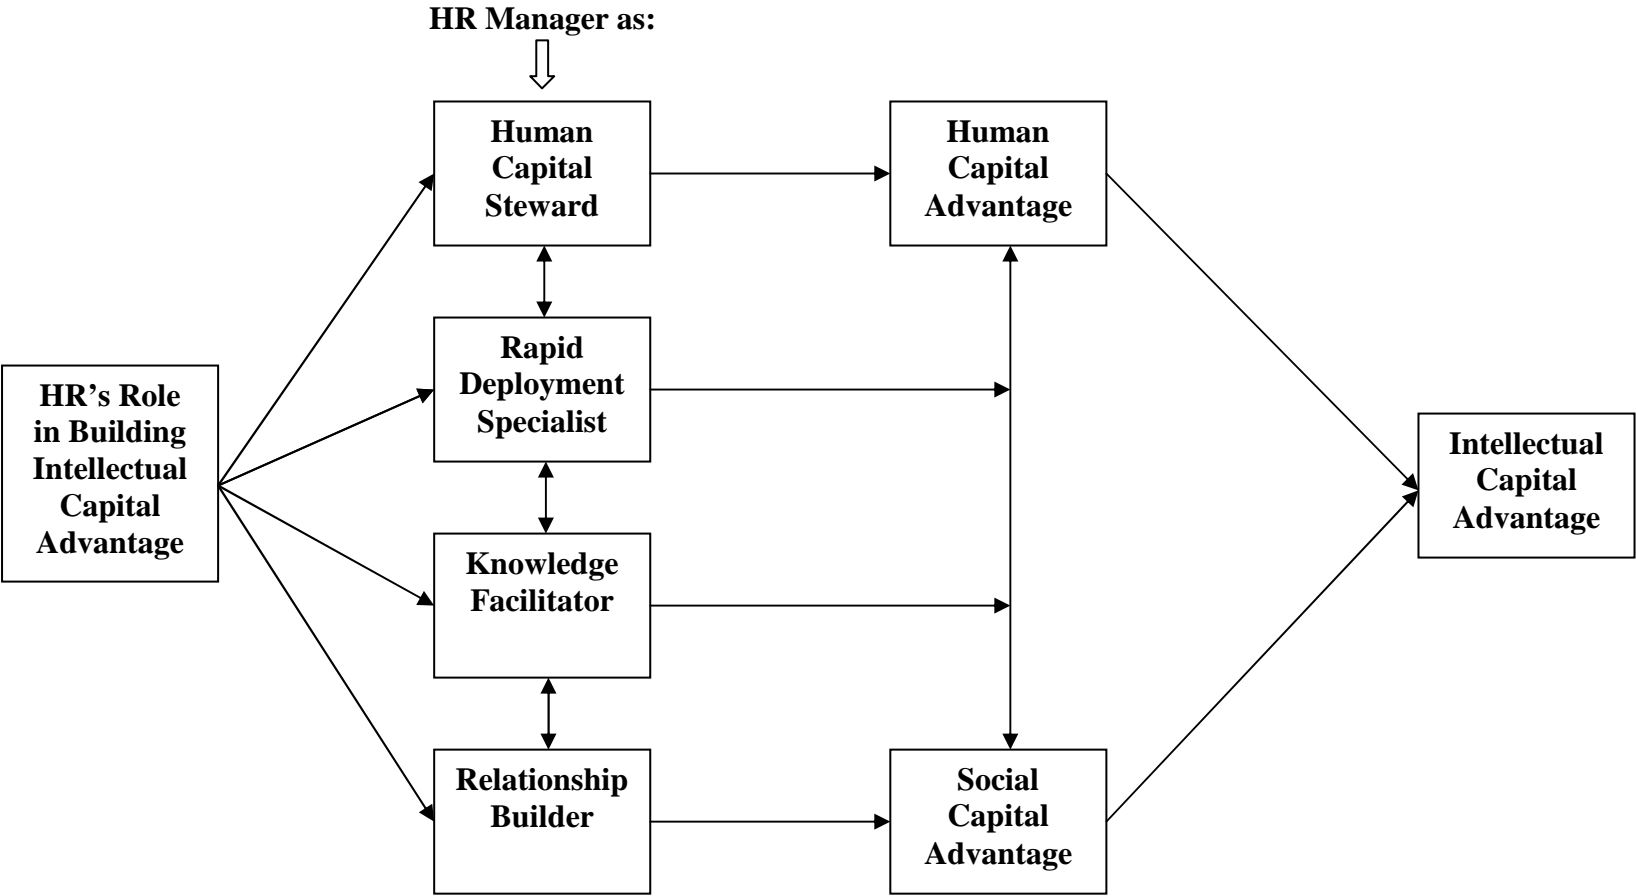 HR Manager as:
Human
Capital
Steward
Human
Capital
Advantage
Rapid
Deployment
Specialist
HR’s Role
in Building
Intellectual
Capital
Advantage
Intellectual
Capital
Advantage
Knowledge
Facilitator
Relationship
Builder
Social
Capital
Advantage